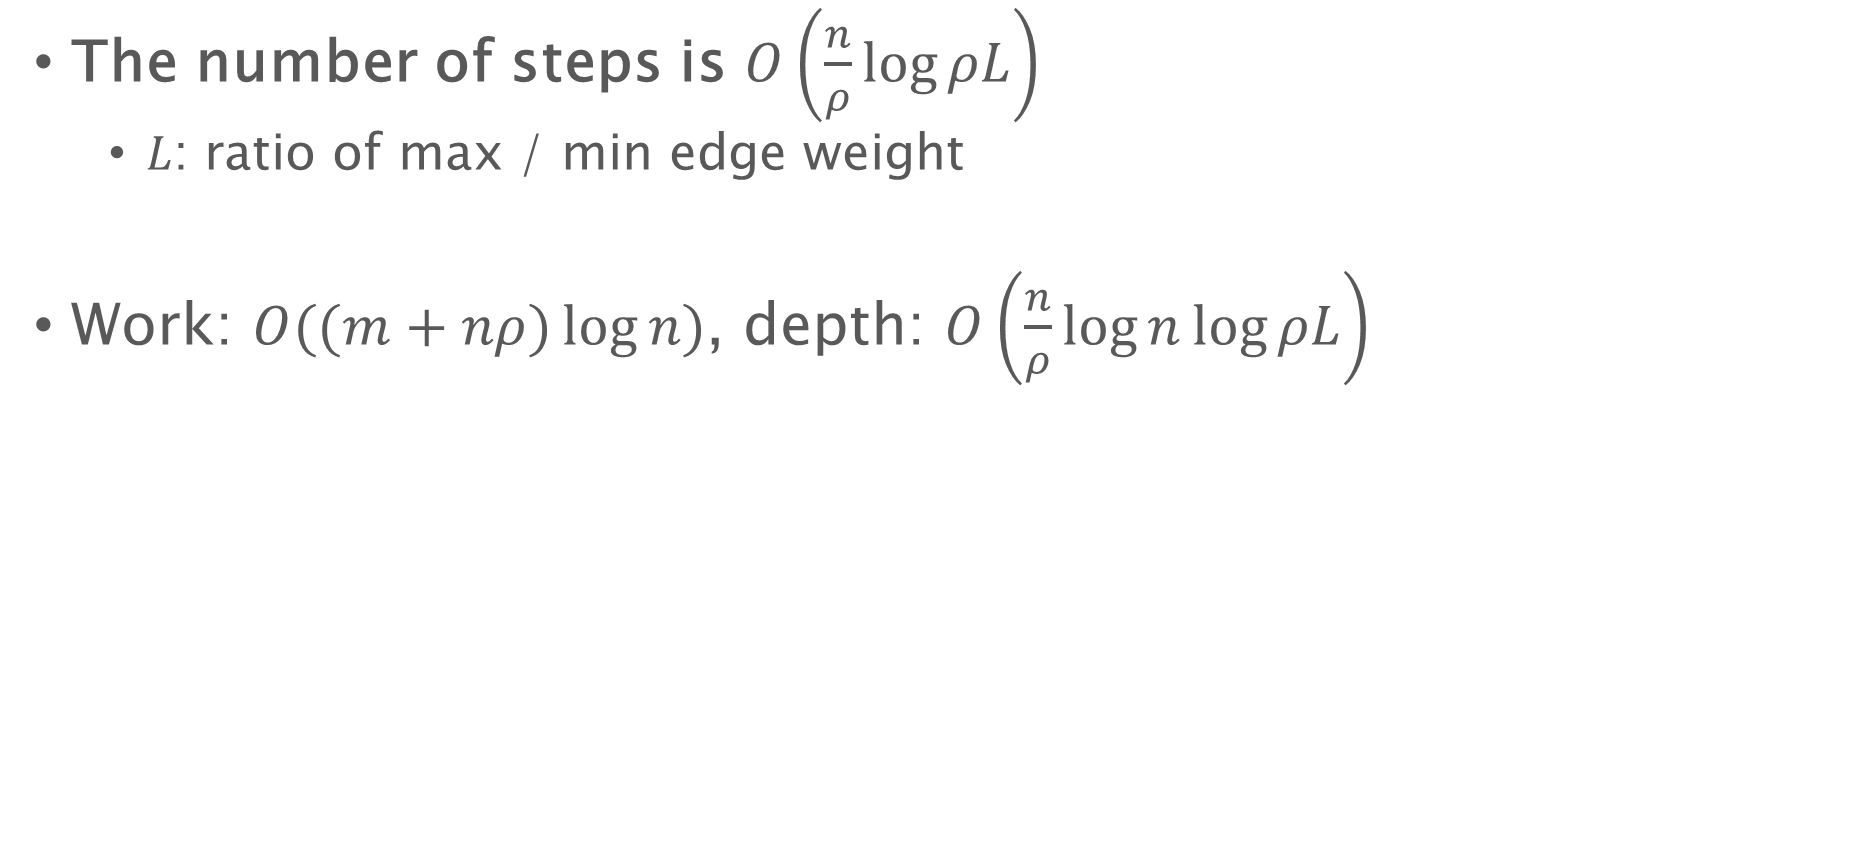 • The number of steps is 𝑂(𝑛/𝜌 log 𝜌𝐿)
• 𝐿: ratio of max / min edge weight
• Work: 𝑂((𝑚 + 𝑛𝜌) log 𝑛), depth: 𝑂(𝑛/𝜌 log 𝑛 log 𝜌𝐿)